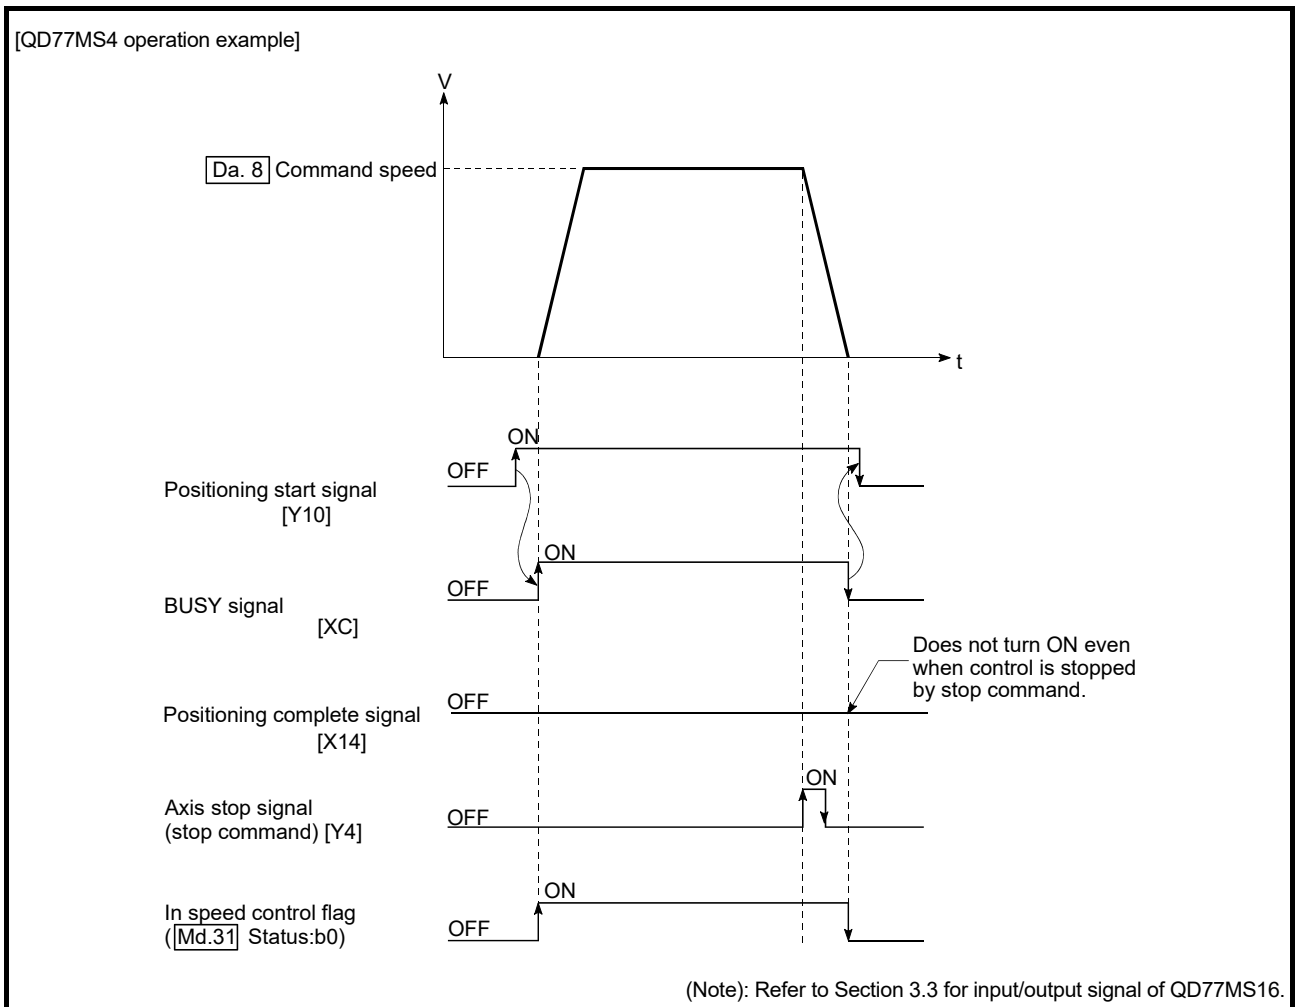 [QD77MS4 operation example]
V
Da. 8 Command speed
t
ON
OFF
Positioning start signal
[Y10]
ON
OFF
BUSY signal
[XC]
Does not turn ON even
when control is stopped
by stop command.
OFF
Positioning complete signal
[X14]
ON
Axis stop signal
OFF
(stop command) [Y4]
ON
In speed control flag
OFF
(Md.31 Status:b0)
(Note): Refer to Section 3.3 for input/output signal of QD77MS16.